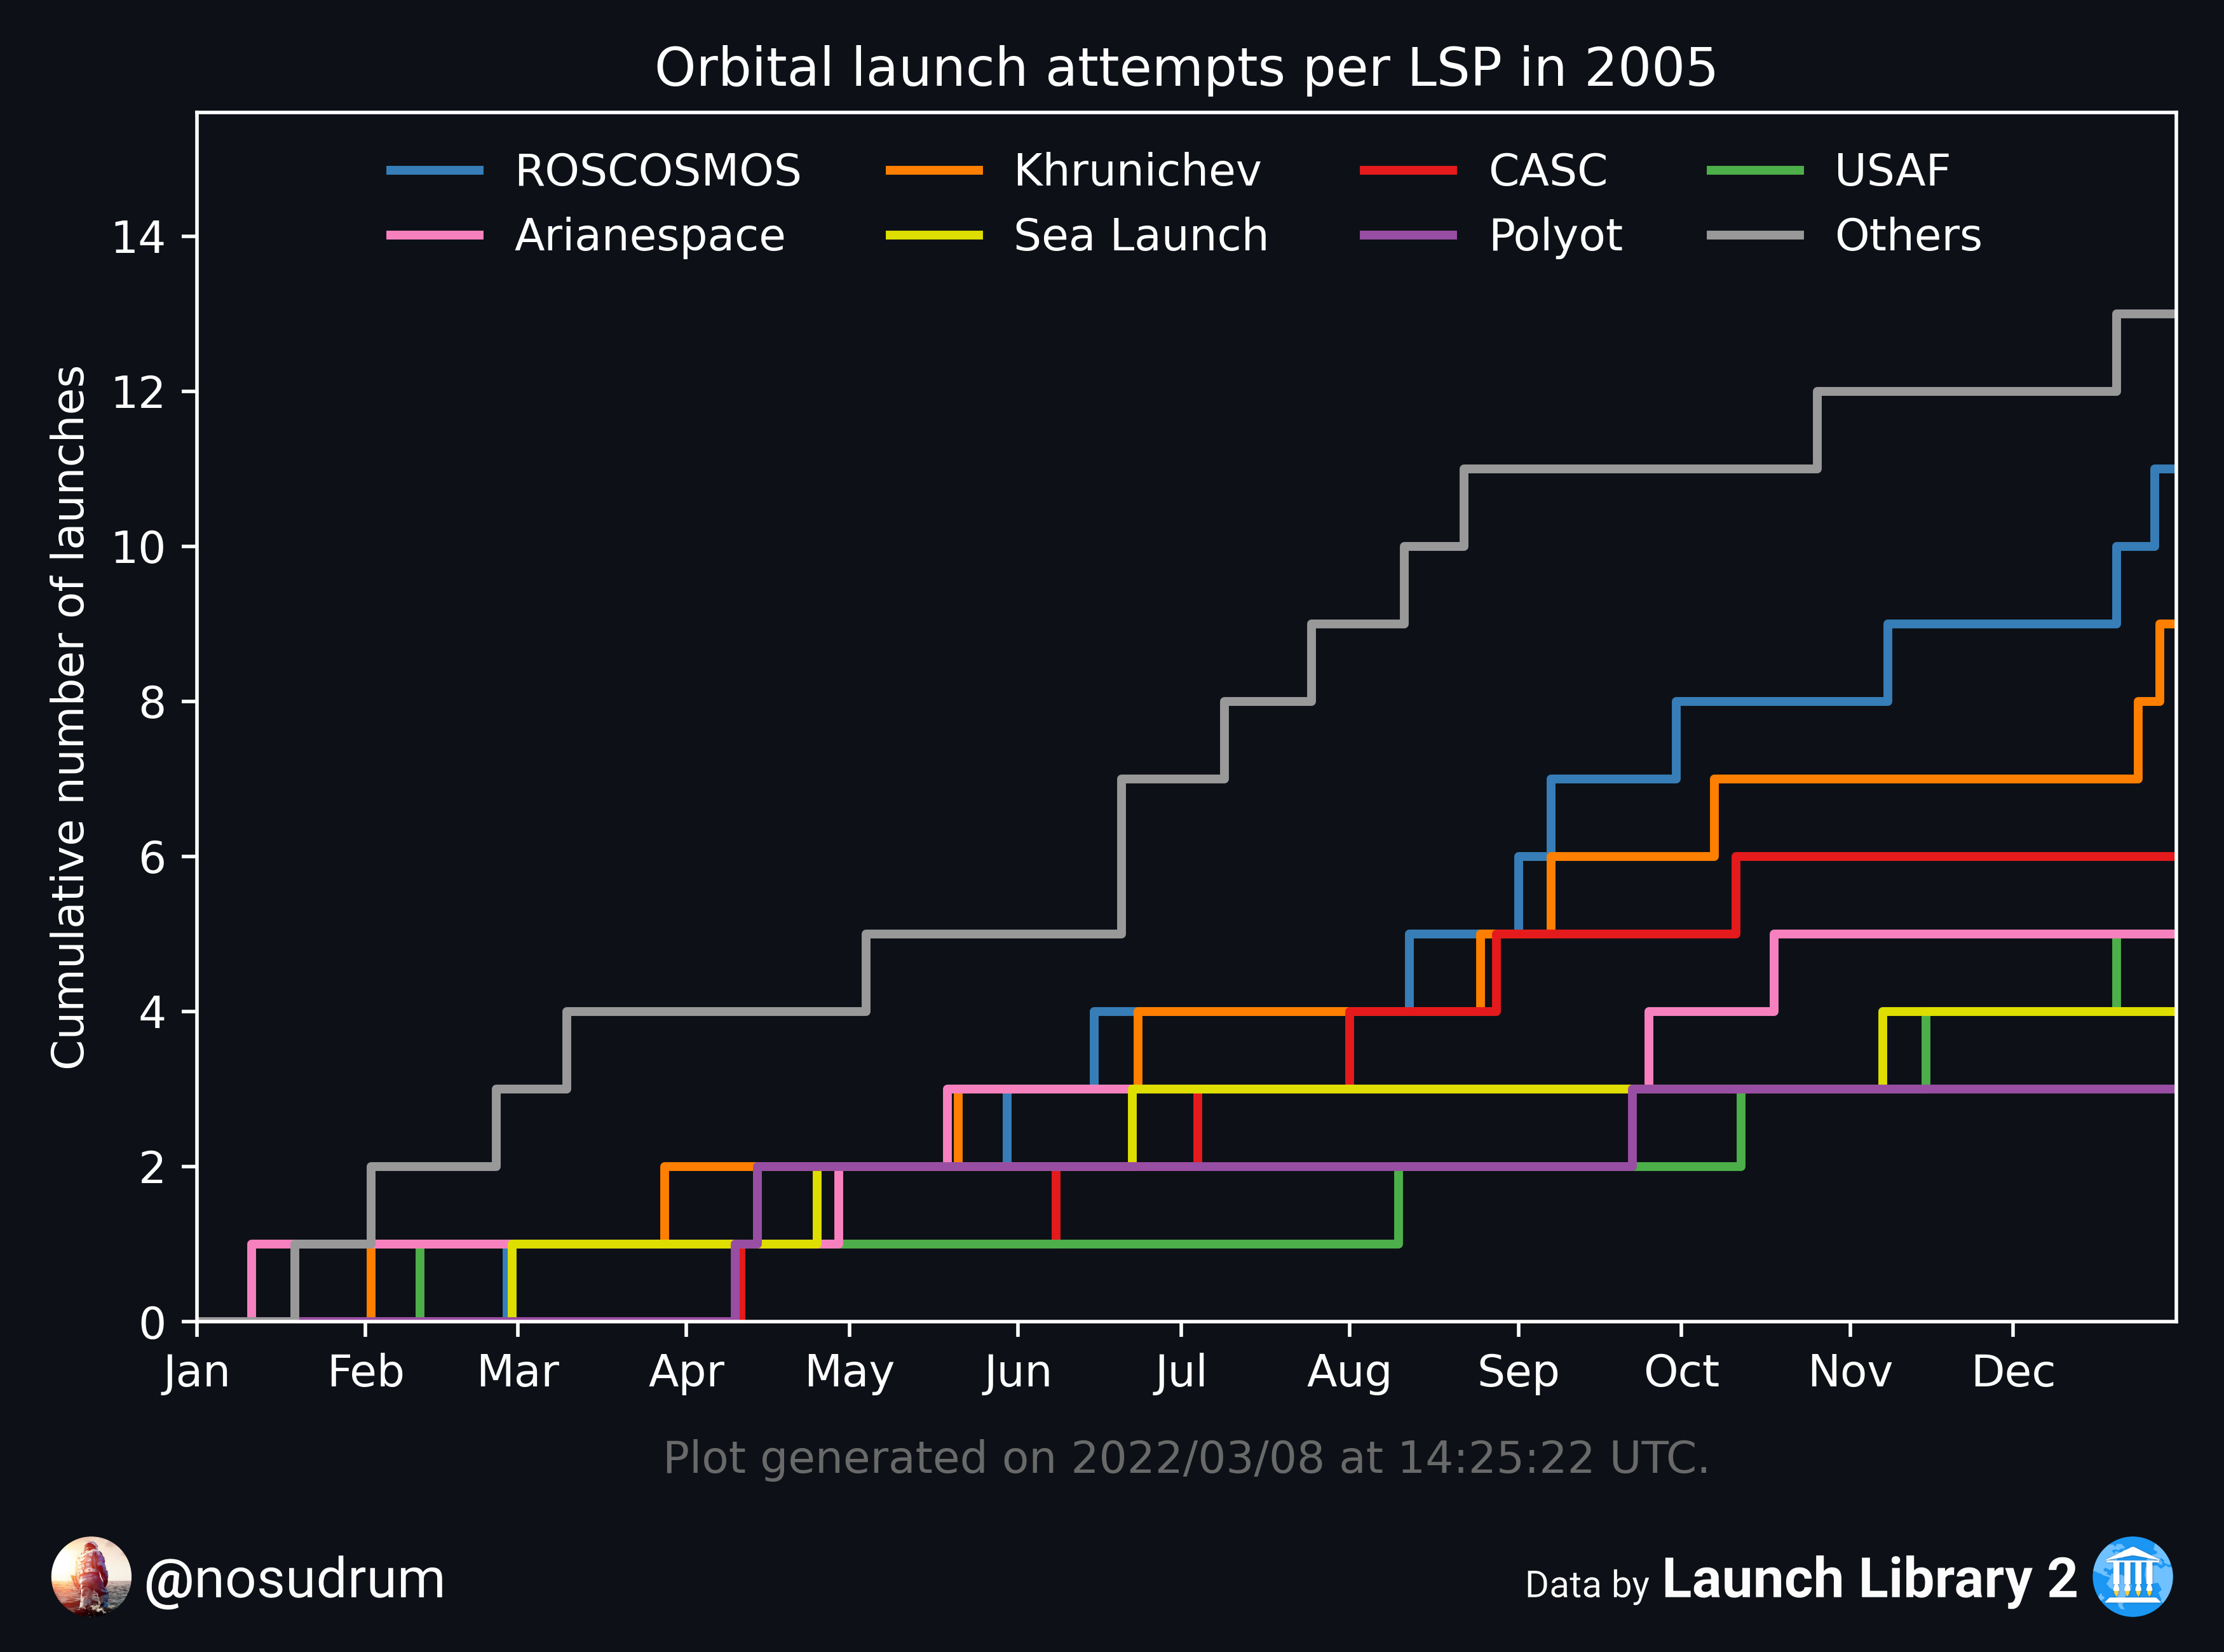 Orbital launch attempts per LSP in 2005
ROSCOSMOS Khrunichev CASC USAF
Arianespace Sea Launch Polyot Others
Cumulative number of launches
14
12
10
8
6
4
2
0
Jan Feb Mar Apr May Jun Jul Aug Sep Oct Nov Dec
Plot generated on 2022/03/08 at 14:25:22 UTC.
@nosudrum
Data by Launch Library 2